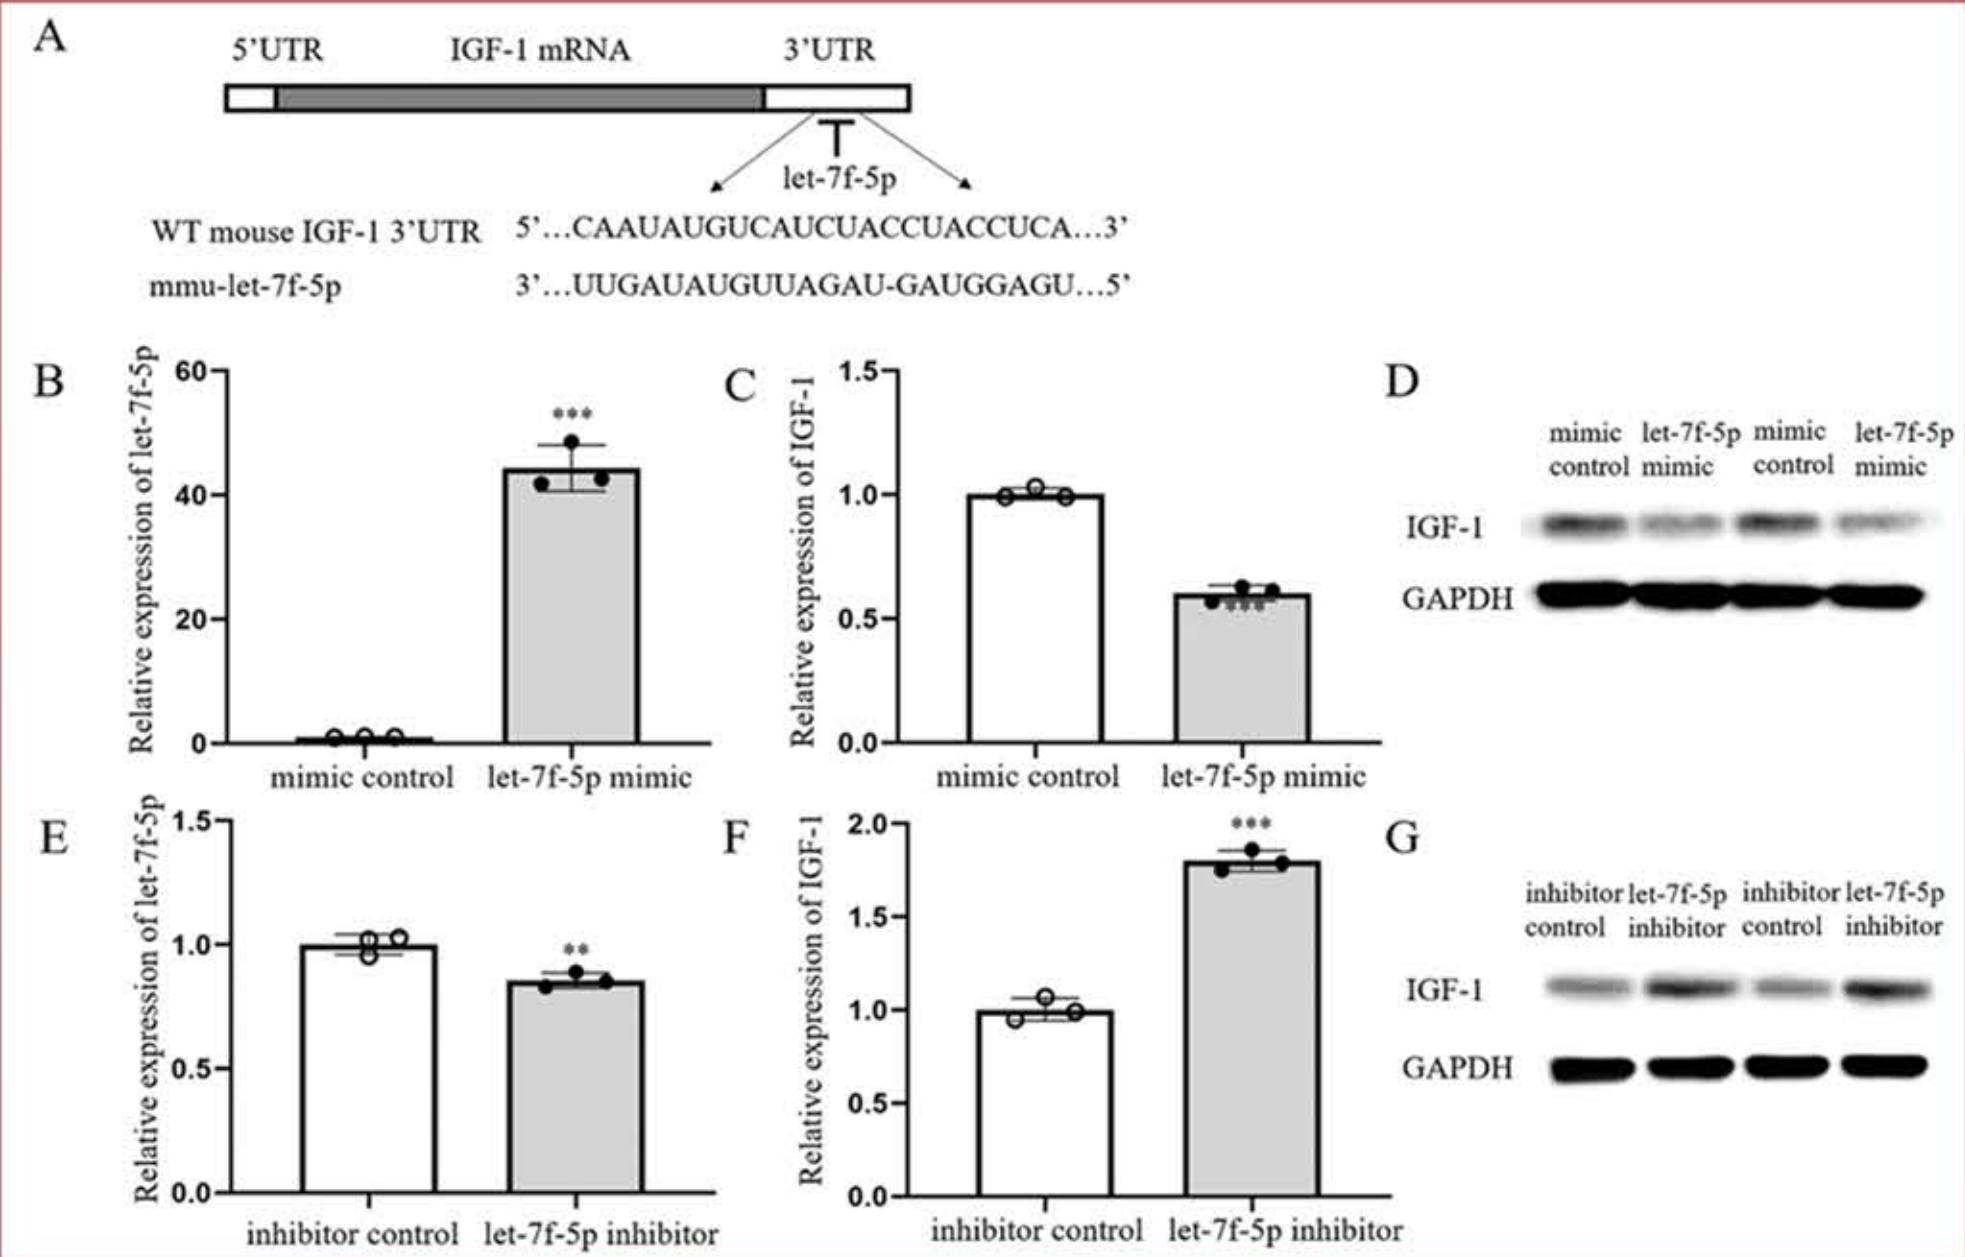 A
5’UTR IGF-1 mRNA 3’UTR
let-7f-5p
WT mouse IGF-1 3’UTR 5’...CAAUAUGUCAUCUACCUACCUCA...3’
mmu-let-7f-5p 3’...UUGAUAUGUUAGAU-GAUGGAGU...5’
B
Relative expression of let-7f-5p
60
40
20
0
***
mimic control let-7f-5p mimic
C
Relative expression of IGF-1
1.5
1.0
0.5
0.0
***
mimic control let-7f-5p mimic
D
mimic let-7f-5p mimic let-7f-5p
control mimic control mimic
IGF-1
GAPDH
E
Relative expression of let-7f-5p
1.5
1.0
0.5
0.0
**
inhibitor control let-7f-5p inhibitor
F
Relative expression of IGF-1
2.0
1.5
1.0
0.5
0.0
***
inhibitor control let-7f-5p inhibitor
G
inhibitor let-7f-5p inhibitor let-7f-5p
control inhibitor control inhibitor
IGF-1
GAPDH